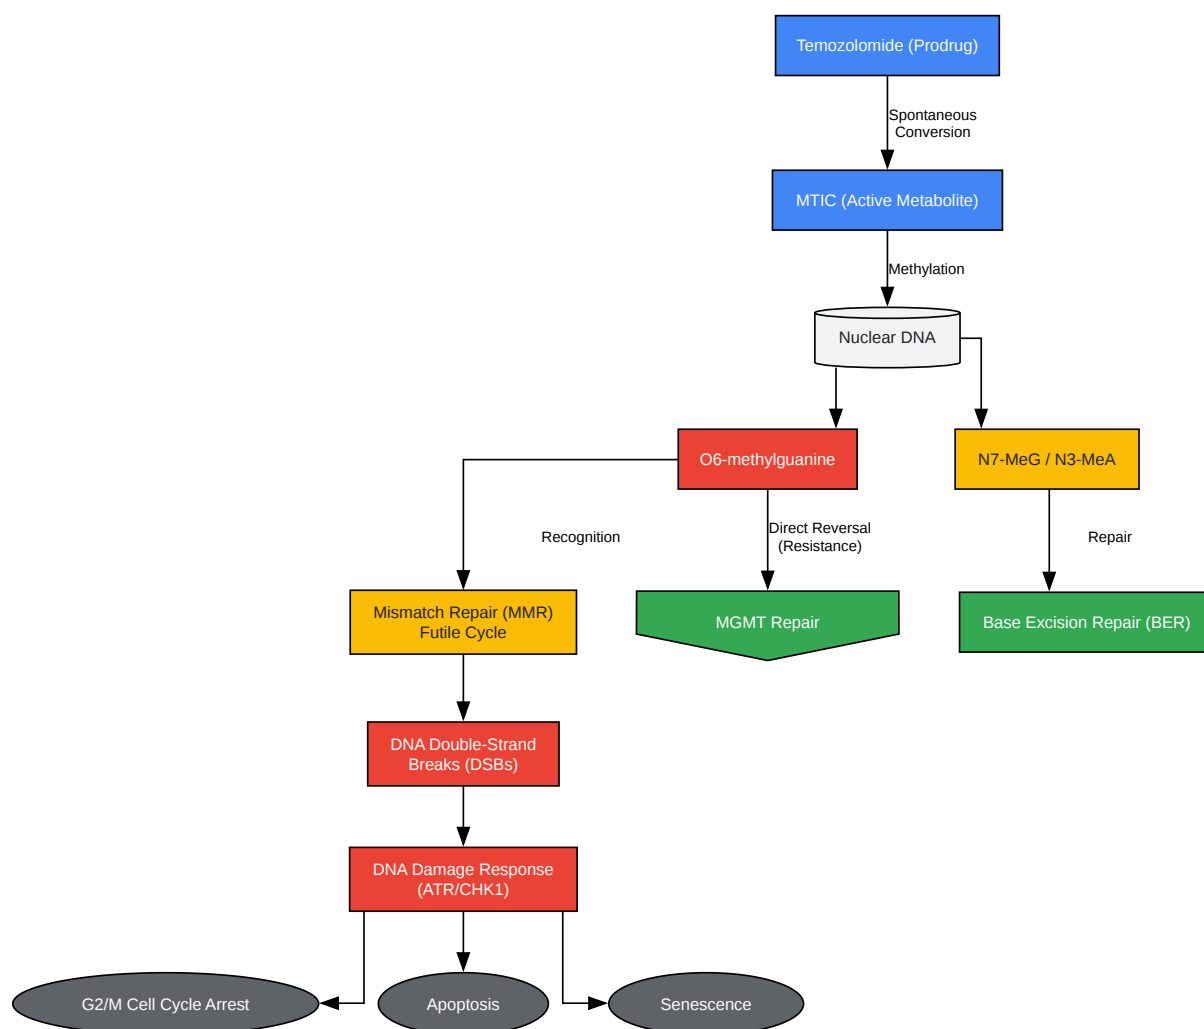 Temozolomide (Prodrug)
Spontaneous
Conversion
MTIC (Active Metabolite)
Methylation
Nuclear DNA
O6-methylguanine
N7-MeG / N3-MeA
Recognition
Direct Reversal
(Resistance)
Repair
Mismatch Repair (MMR)
Futile Cycle
MGMT Repair
Base Excision Repair (BER)
DNA Double-Strand
Breaks (DSBs)
DNA Damage Response
(ATR/CHK1)
G2/M Cell Cycle Arrest
Apoptosis
Senescence